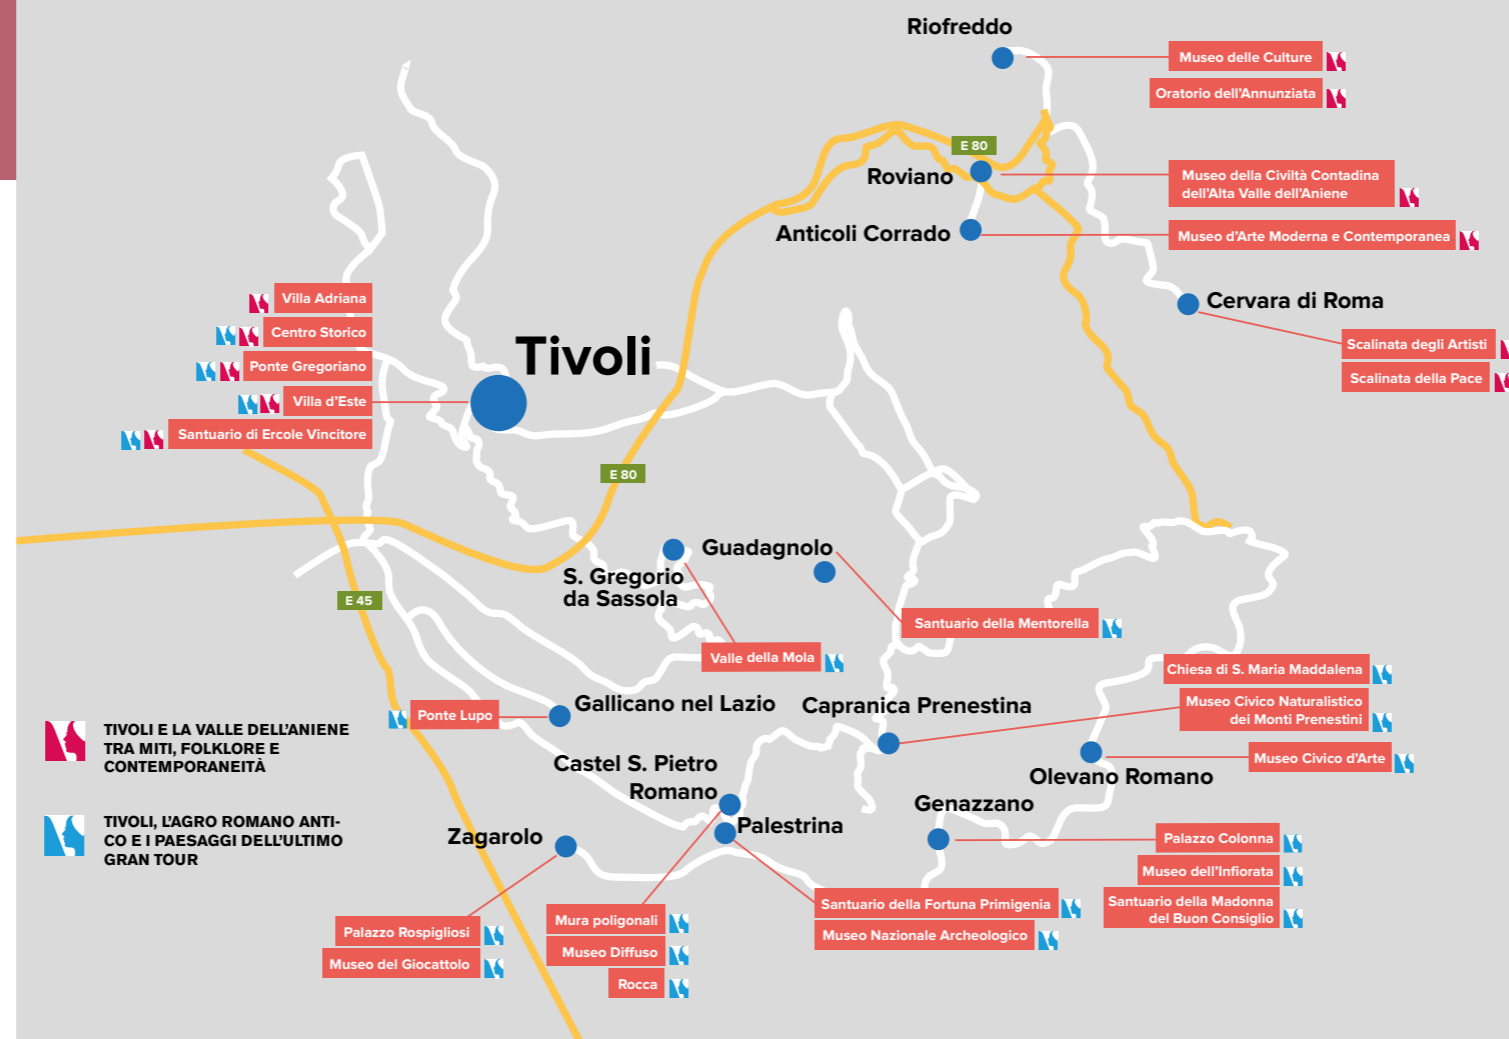 Riofreddo
Museo delle Culture
Oratorio dell'Annunziata
E 80
Roviano
Museo della Civiltà Contadina
dell'Alta Valle dell'Aniene
Anticoli Corrado
Museo d'Arte Moderna e Contemporanea
Cervara di Roma
Scalinata degli Artisti
Scalinata della Pace
Villa Adriana
Centro Storico
Ponte Gregoriano
Villa d'Este
Santuario di Ercole Vincitore
Tivoli
E 80
E 45
Guadagnolo
S. Gregorio
da Sassola
Santuario della Mentorella
Valle della Mola
Chiesa di S. Maria Maddalena
Museo Civico Naturalistico
dei Monti Prenestini
Ponte Lupo
Gallicano nel Lazio
Capranica Prenestina
Museo Civico d'Arte
Olevano Romano
TIVOLI E LA VALLE DELL'ANIENE
TRA MITI, FOLKLORE E
CONTEMPORANEITÀ
Castel S. Pietro
Romano
Genazzano
TIVOLI, L'AGRO ROMANO ANTI-
CO E I PAESAGGI DELL'ULTIMO
GRAN TOUR
Zagarolo
Palestrina
Palazzo Colonna
Museo dell'Infiorata
Santuario della Madonna
del Buon Consiglio
Santuario della Fortuna Primigenia
Museo Nazionale Archeologico
Mura poligonali
Museo Diffuso
Rocca
Palazzo Rospigliosi
Museo del Giocattolo